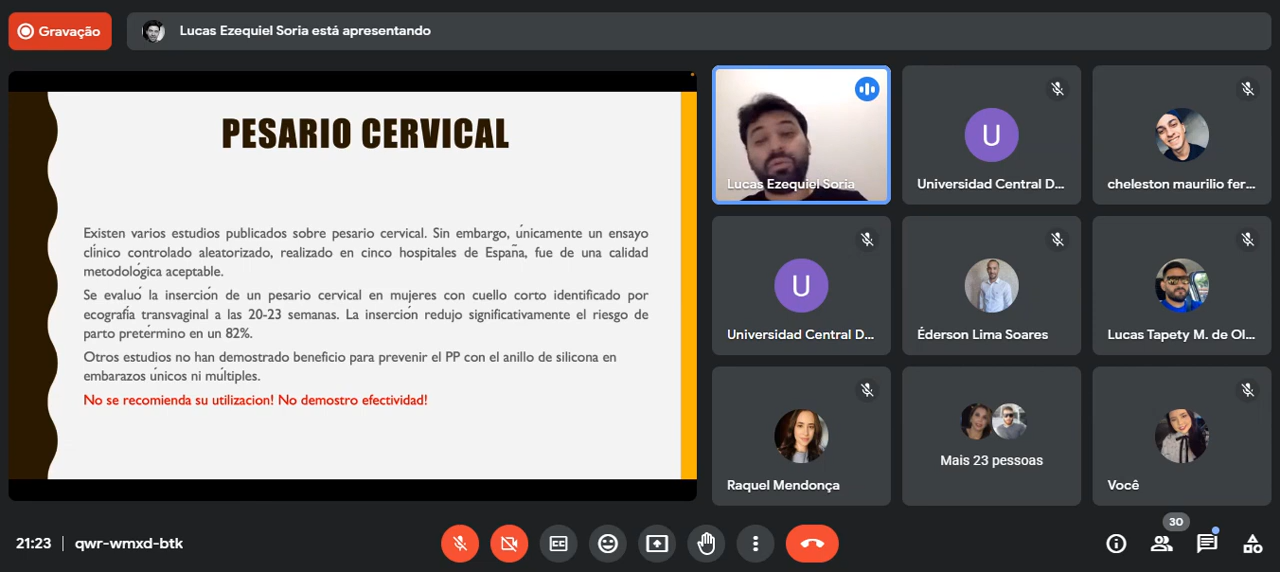 Gravação
Lucas Ezequiel Soria está apresentando
PESARIO CERVICAL
Existen varios estudios publicados sobre pesario cervical. Sin embargo, únicamente un ensayo
clínico controlado aleatorizado, realizado en cinco hospitales de España, fue de una calidad
metodológica aceptable.
Se evaluó la inserción de un pesario cervical en mujeres con cuello corto identificado por
ecografía transvaginal a las 20-23 semanas. La inserción redujo significativamente el riesgo de
parto pretérmino en un 82%.
Otros estudios no han demostrado beneficio para prevenir el PP con el anillo de silicona en
embarazos únicos ni múltiples.
No se recomienda su utilizacion! No demostro efectividad!
Lucas Ezequiel Soria
U
Universidad Central D...
cheleston maurilio fer...
U
Universidad Central D...
Éderson Lima Soares
Lucas Tapety M. de Ol...
Raquel Mendonça
Mais 23 pessoas
Você
21:23 | qwr-wmxd-btk
CC
30